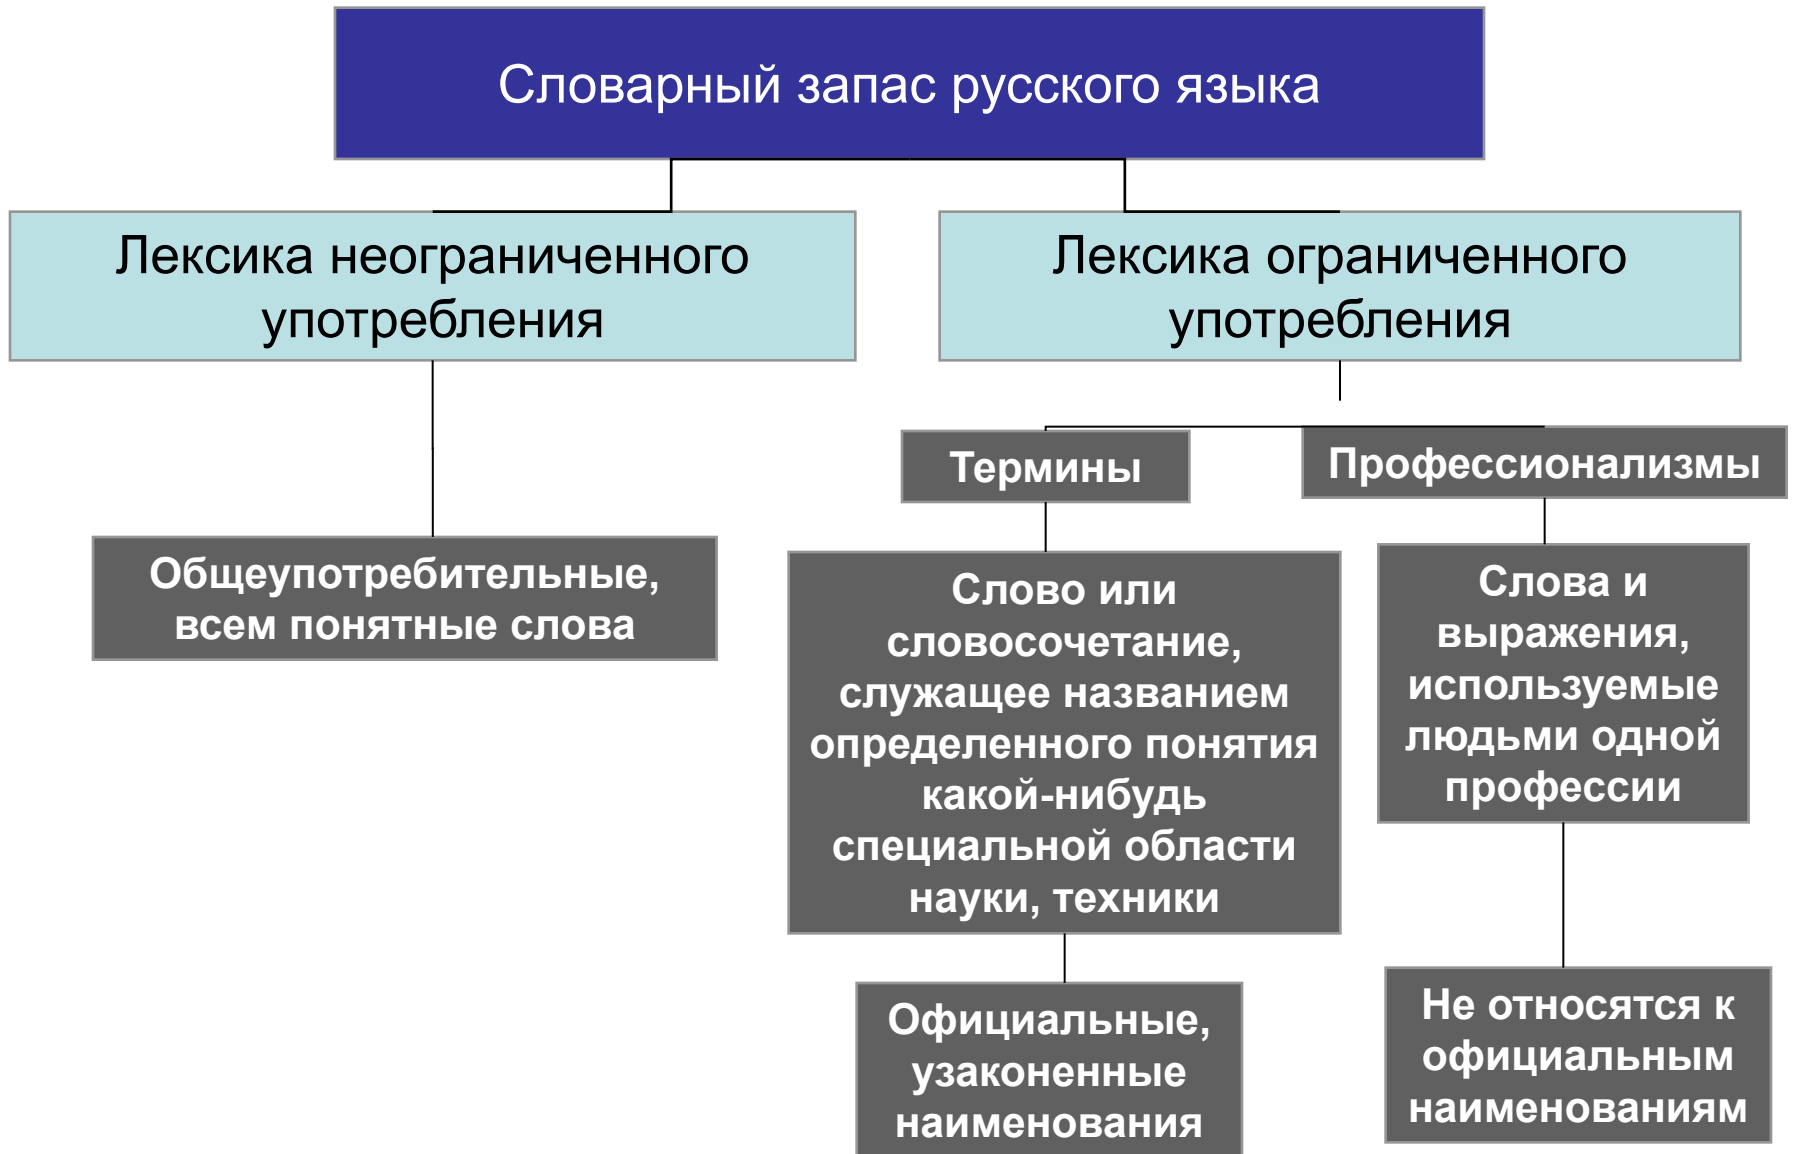 Словарный запас русского языка
Лексика неограниченного
употребления
Лексика ограниченного
употребления
Термины
Профессионализмы
Общеупотребительные,
всем понятные слова
Слово или
словосочетание,
служащее названием
определенного понятия
какой-нибудь
специальной области
науки, техники
Слова и
выражения,
используемые
людьми одной
профессии
Официальные,
узаконенные
наименования
Не относятся к
официальным
наименованиям